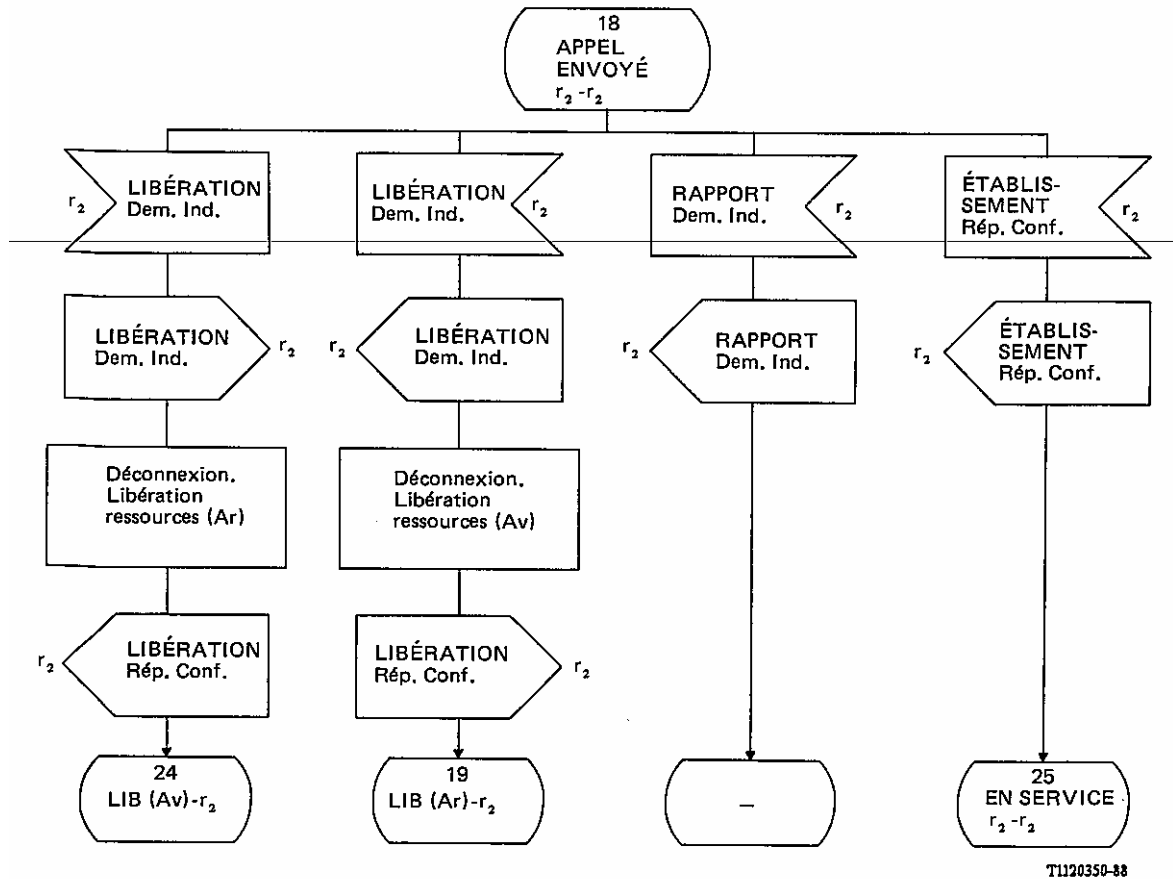 18
APPEL
ENVOYÉ
r₂ -r₂
r₂
LIBÉRATION
Dem. Ind.
LIBÉRATION
Dem. Ind.
r₂
RAPPORT
Dem. Ind.
r₂
ÉTABLIS-
SEMENT
Rép. Conf.
r₂
LIBÉRATION
Dem. Ind.
r₂
r₂
LIBÉRATION
Dem. Ind.
r₂
RAPPORT
Dem. Ind.
r₂
ÉTABLIS-
SEMENT
Rép. Conf.
Déconnexion.
Libération
ressources (Ar)
Déconnexion.
Libération
ressources (Av)
r₂
LIBÉRATION
Rép. Conf.
LIBÉRATION
Rép. Conf.
r₂
24
LIB (Av)-r₂
19
LIB (Ar)-r₂
–
25
EN SERVICE
r₂ -r₂
T1120350-88